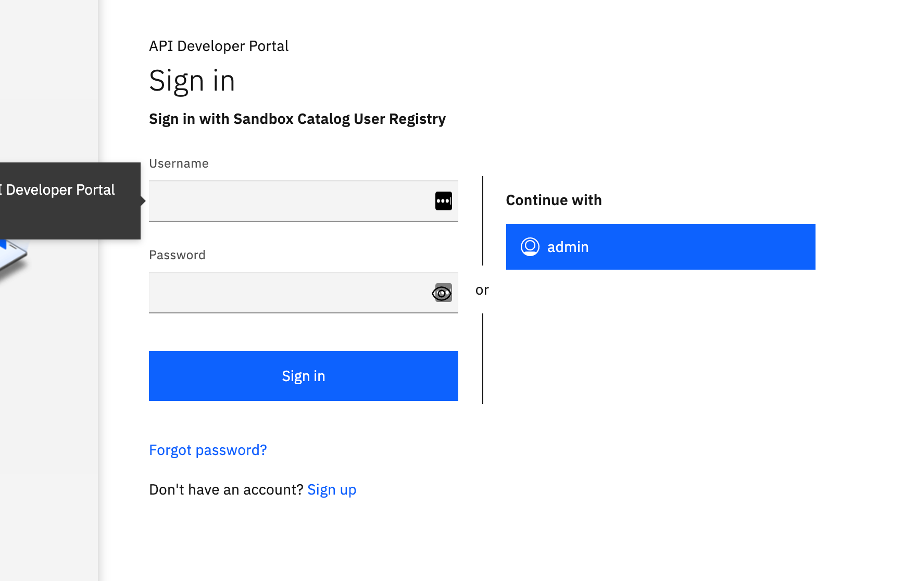 API Developer Portal
Sign in
Sign in with Sandbox Catalog User Registry
Username
Developer Portal
Continue with
admin
Password
or
Sign in
Forgot password?
Don't have an account? Sign up